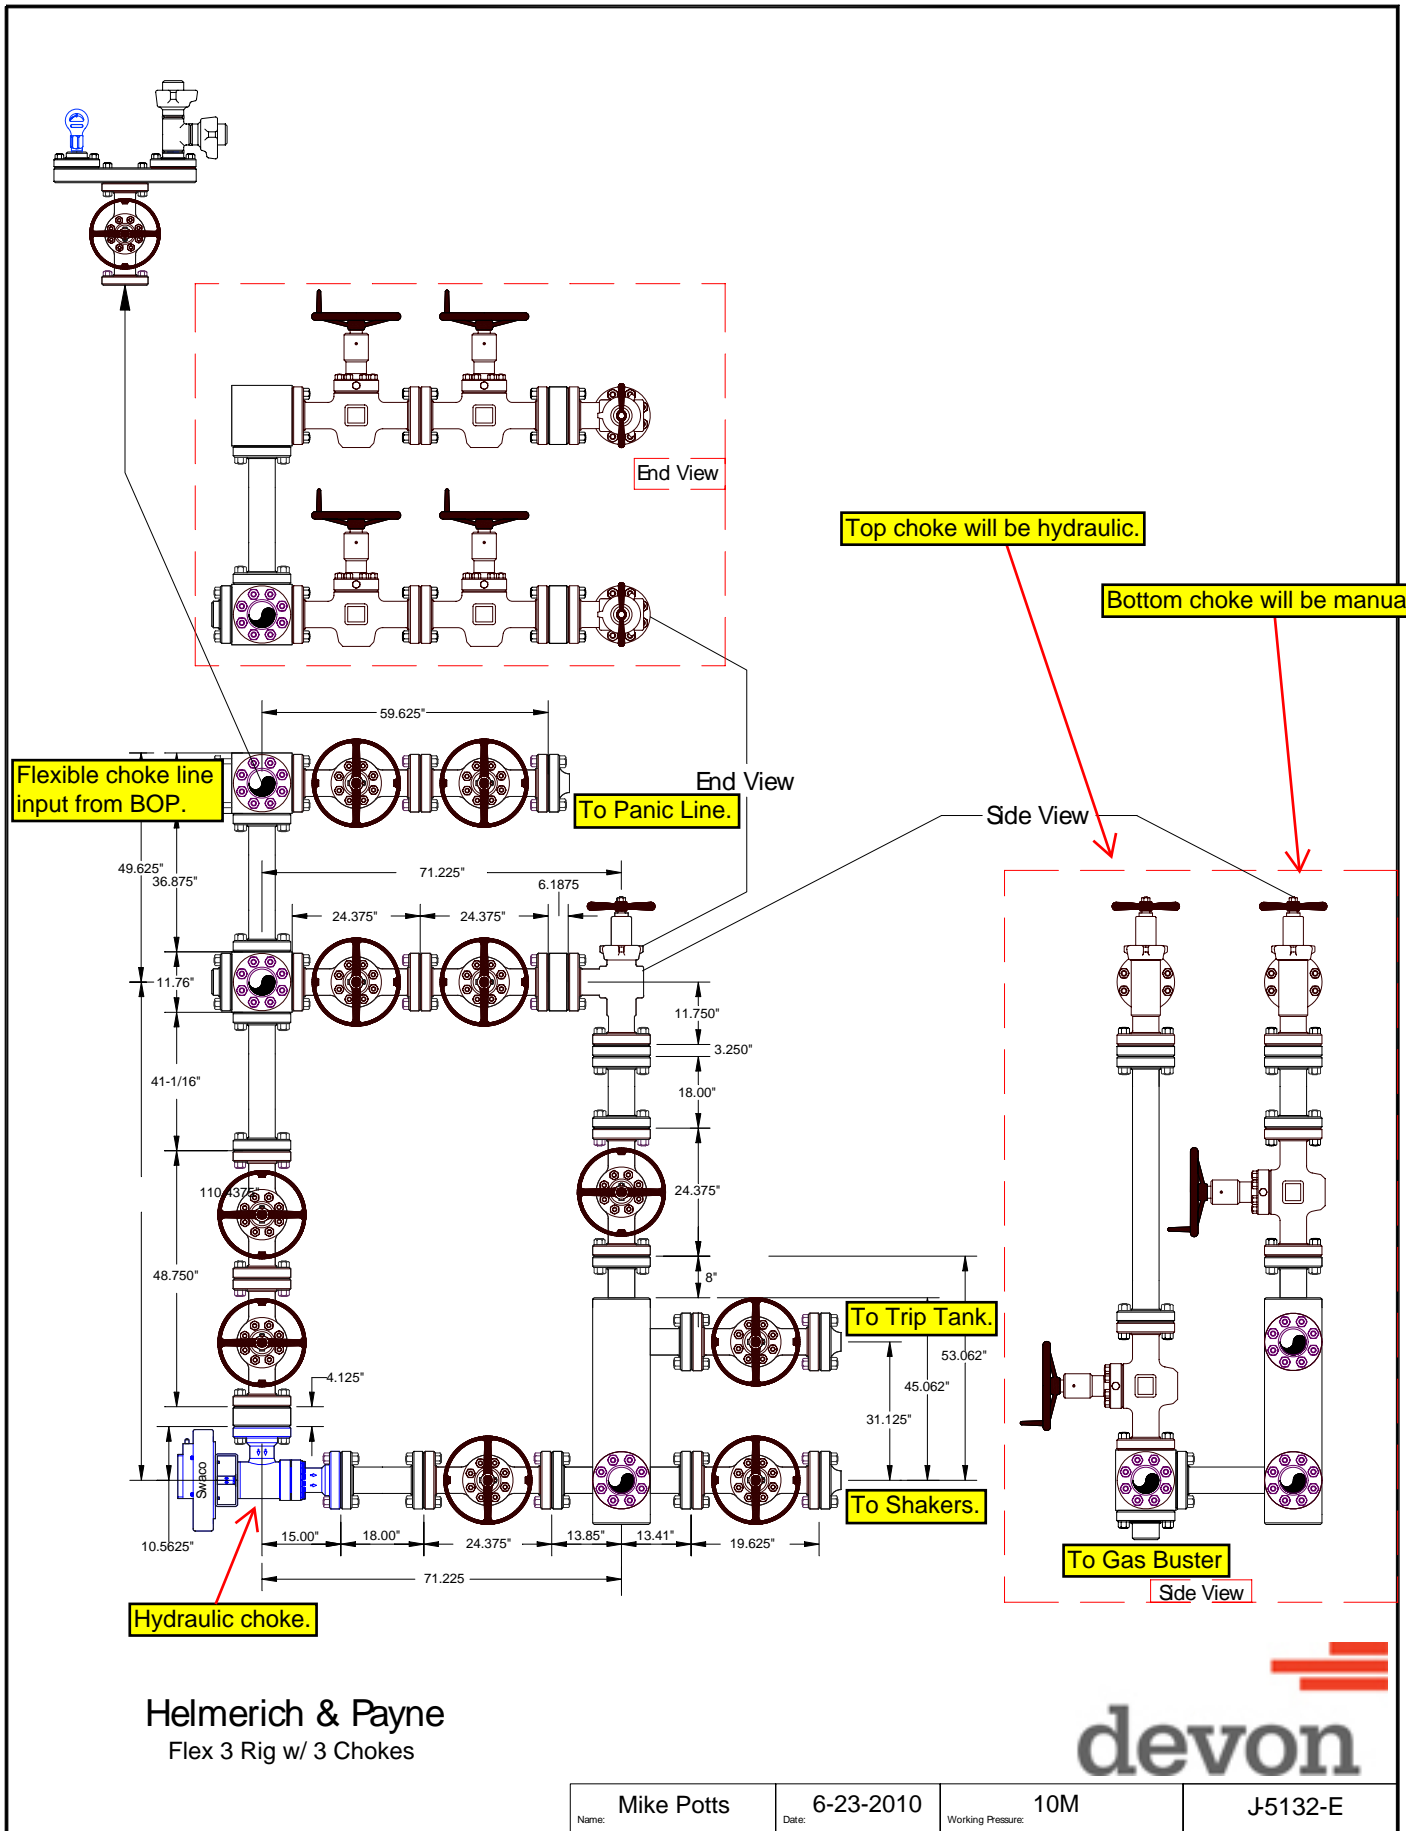 End View
Top choke will be hydraulic.
Bottom choke will be manua
59.625"
Flexible choke line
input from BOP.
End View
To Panic Line.
Side View
49.625"
36.875"
71.225"
6.1875
24.375"
24.375"
11.76"
11.750"
3.250"
41-1/16"
18.00"
110.4375"
24.375"
48.750"
8"
To Trip Tank.
53.062"
4.125"
45.062"
31.125"
Swaco
To Shakers.
10.5625"
15.00"
18.00"
24.375"
13.85"
13.41"
19.625"
To Gas Buster
71.225
Side View
Hydraulic choke.
Helmerich & Payne
Flex 3 Rig w/ 3 Chokes
devon
Name: Mike Potts
Date: 6-23-2010
Working Pressure: 10M
J-5132-E